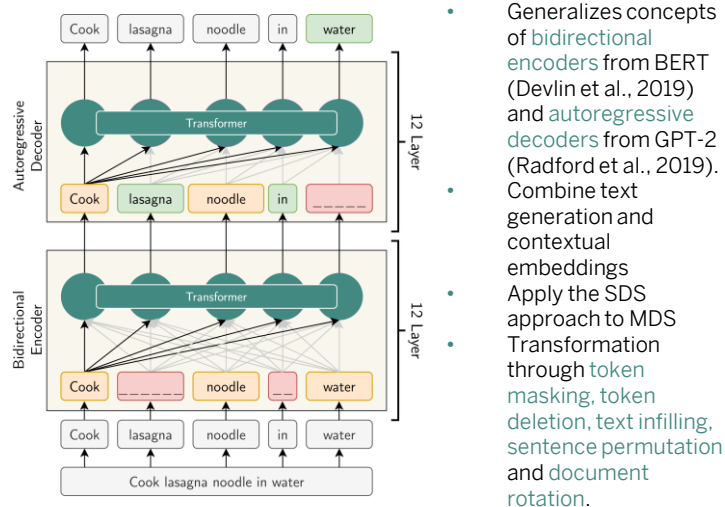 Cook lasagna noodle in water
Transformer
Autoregressive
Decoder
12 Layer
Cook lasagna noodle in _ _ _ _ _
Transformer
Bidirectional
Encoder
12 Layer
Cook _ _ _ _ _ _ noodle _ _ water
Cook lasagna noodle in water
Cook lasagna noodle in water
• Generalizes concepts
of bidirectional
encoders from BERT
(Devlin et al., 2019)
and autoregressive
decoders from GPT-2
(Radford et al., 2019).
• Combine text
generation and
contextual
embeddings
• Apply the SDS
approach to MDS
• Transformation
through token
masking, token
deletion, text infilling,
sentence permutation
and document
rotation.